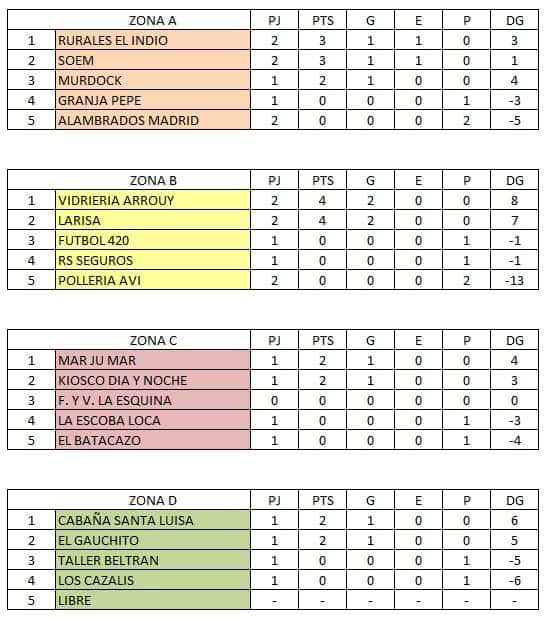 ZONA A PJ PTS G E P DG
1 RURALES EL INDIO 2 3 1 1 0 3
2 SOEM 2 3 1 1 0 1
3 MURDOCK 1 2 1 0 0 4
4 GRANJA PEPE 1 0 0 0 1 -3
5 ALAMBRADOS MADRID 2 0 0 0 2 -5
ZONA B PJ PTS G E P DG
1 VIDRIERIA ARROUY 2 4 2 0 0 8
2 LARISA 2 4 2 0 0 7
3 FUTBOL 420 1 0 0 0 1 -1
4 RS SEGUROS 1 0 0 0 1 -1
5 POLLERIA AVI 2 0 0 0 2 -13
ZONA C PJ PTS G E P DG
1 MAR JU MAR 1 2 1 0 0 4
2 KIOSCO DIA Y NOCHE 1 2 1 0 0 3
3 F. Y V. LA ESQUINA 0 0 0 0 0 0
4 LA ESCOBA LOCA 1 0 0 0 1 -3
5 EL BATACAZO 1 0 0 0 1 -4
ZONA D PJ PTS G E P DG
1 CABAÑA SANTA LUISA 1 2 1 0 0 6
2 EL GAUCHITO 1 2 1 0 0 5
3 TALLER BELTRAN 1 0 0 0 1 -5
4 LOS CAZALIS 1 0 0 0 1 -6
5 LIBRE - - - - - -